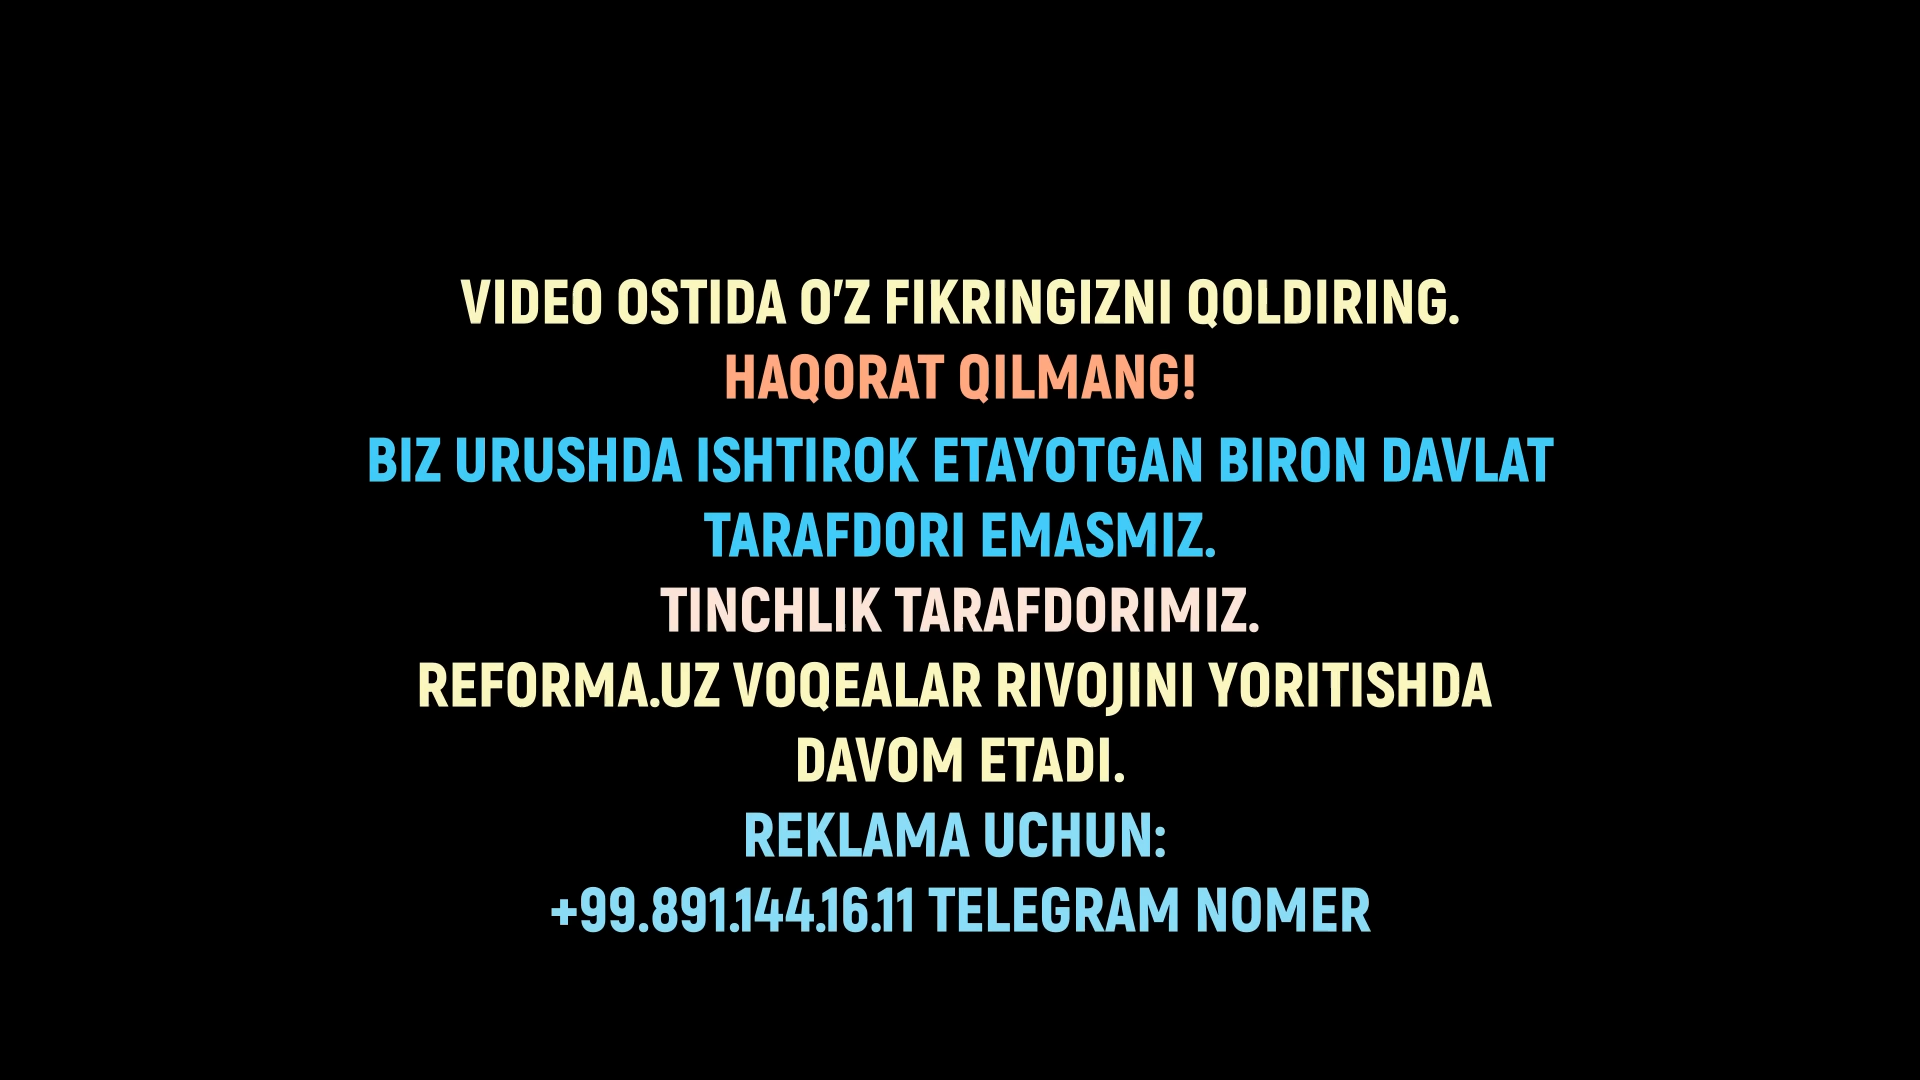 VIDEO OSTIDA O'Z FIKRINGIZNI QOLDIRING.
HAQORAT QILMANG!
BIZ URUSHDA ISHTIROK ETAYOTGAN BIRON DAVLAT
TARAFDORI EMASMIZ.
TINCHLIK TARAFDORIMIZ.
REFORMA.UZ VOQEALAR RIVOJINI YORITISHDA
DAVOM ETADI.
REKLAMA UCHUN:
+99.891.144.16.11 TELEGRAM NOMER